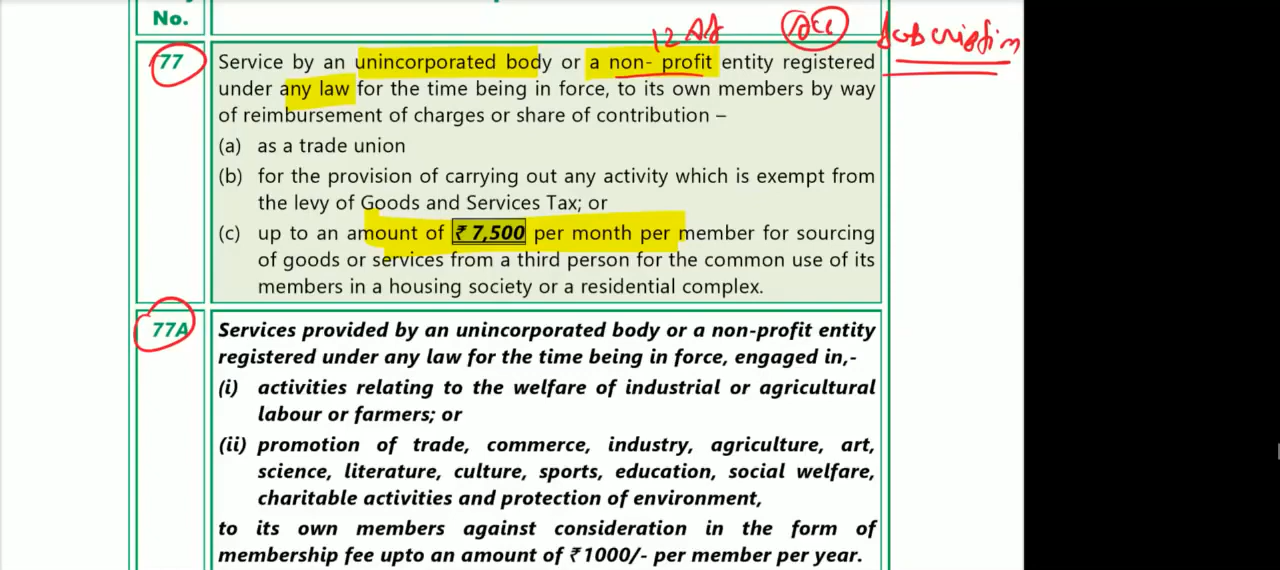 No.
77
Service by an unincorporated body or a non- profit entity registered
under any law for the time being in force, to its own members by way
of reimbursement of charges or share of contribution –
(a) as a trade union
(b) for the provision of carrying out any activity which is exempt from
the levy of Goods and Services Tax; or
(c) up to an amount of ₹ 7,500 per month per member for sourcing
of goods or services from a third person for the common use of its
members in a housing society or a residential complex.
77A
Services provided by an unincorporated body or a non-profit entity
registered under any law for the time being in force, engaged in,-
(i) activities relating to the welfare of industrial or agricultural
labour or farmers; or
(ii) promotion of trade, commerce, industry, agriculture, art,
science, literature, culture, sports, education, social welfare,
charitable activities and protection of environment,
to its own members against consideration in the form of
membership fee upto an amount of ₹1000/- per member per year.